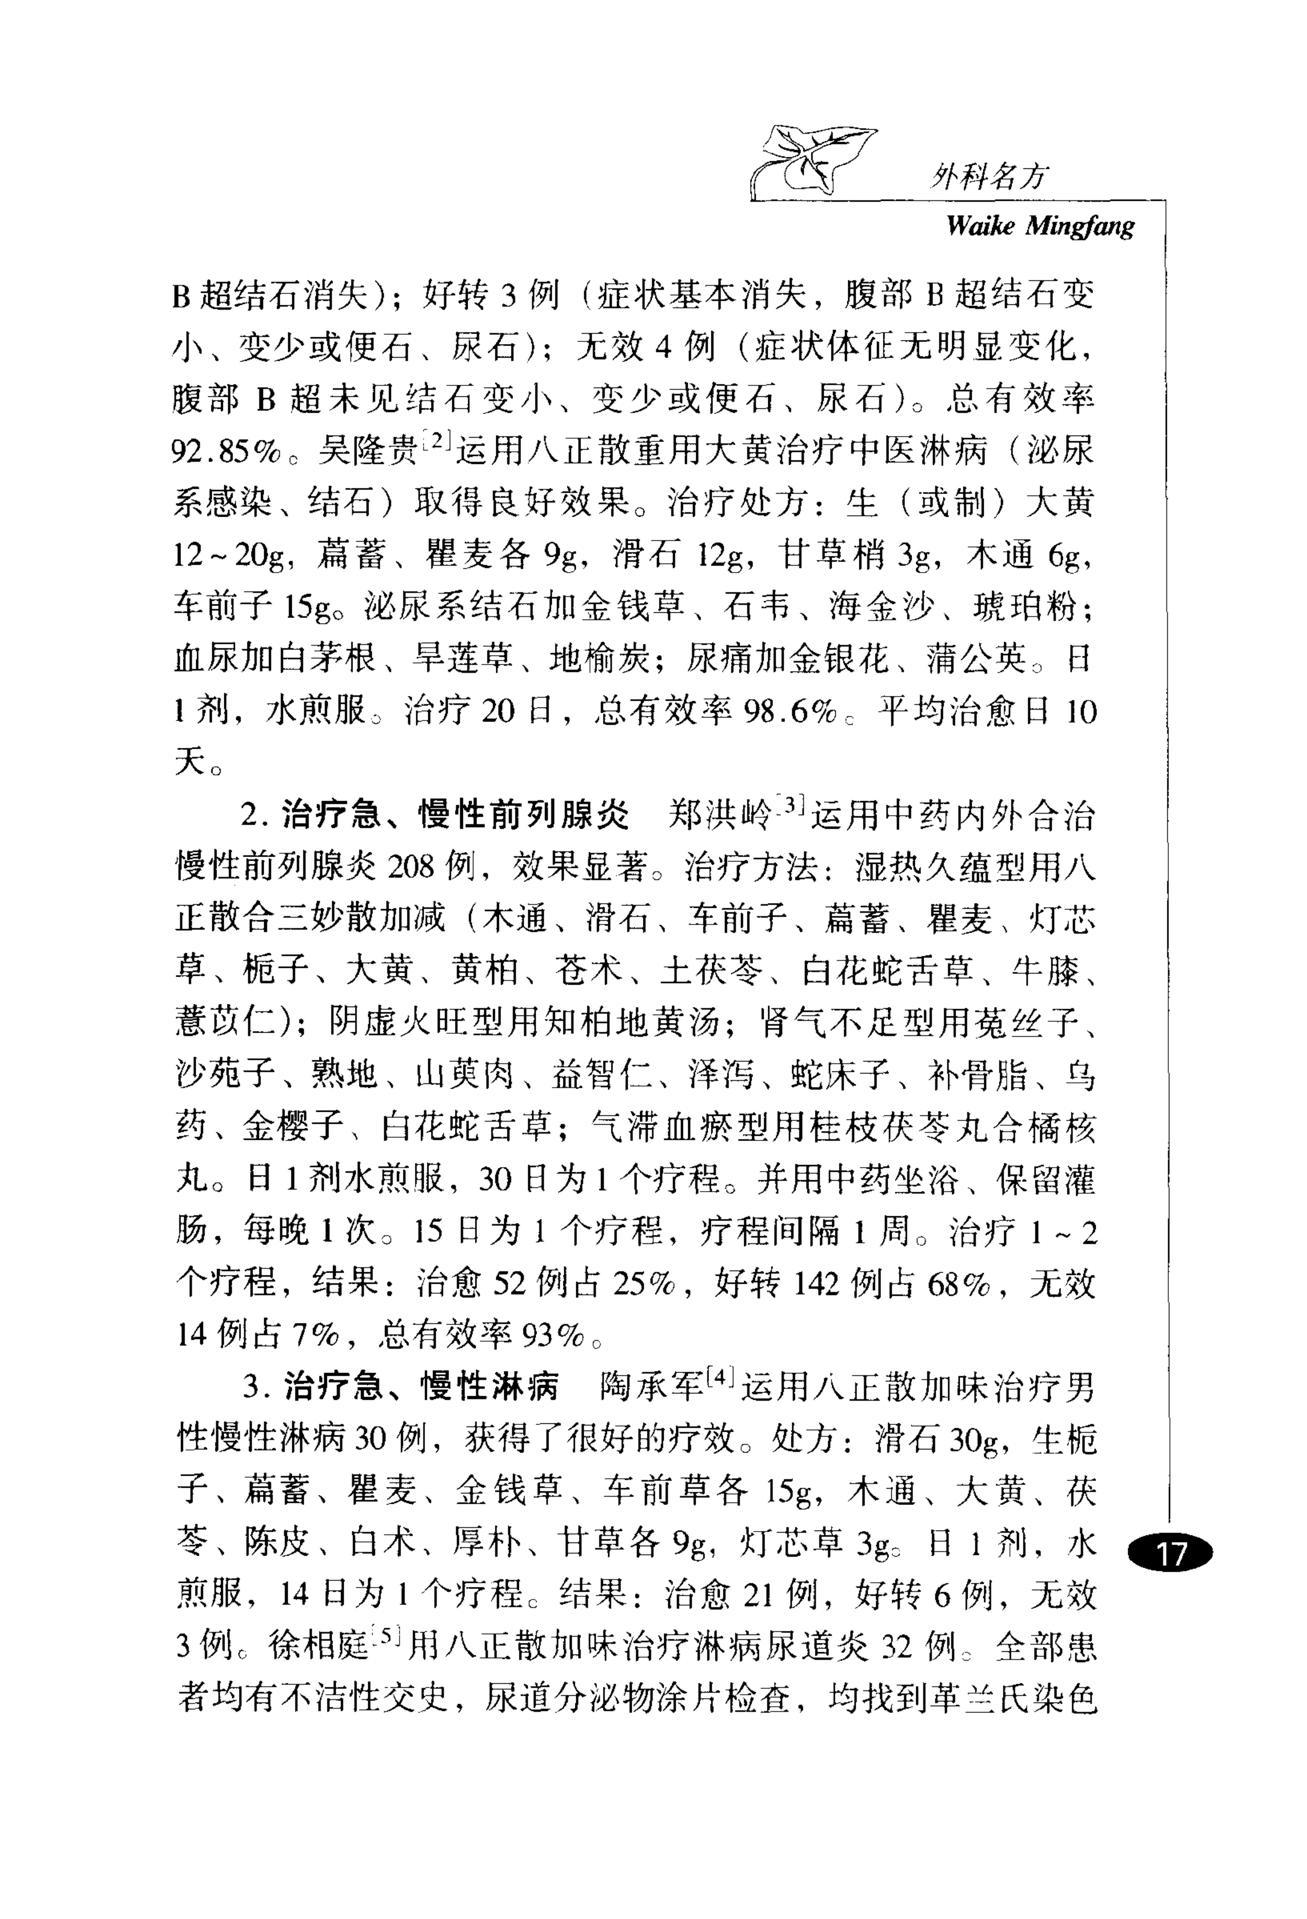 外科名方
Waike Mingfang
B超结石消失）；好转3例（症状基本消失，腹部B超结石变
小、变少或便石、尿石）；无效4例（症状体征无明显变化，
腹部B超未见结石变小、变少或便石、尿石）。总有效率
92.85%。吴隆贵[2]运用八正散重用大黄治疗中医淋病（泌尿
系感染、结石）取得良好效果。治疗处方：生（或制）大黄
12~20g，萹蓄、瞿麦各9g，滑石12g，甘草梢3g，木通6g，
车前子15g。泌尿系结石加金钱草、石韦、海金沙、琥珀粉；
血尿加白茅根、旱莲草、地榆炭；尿痛加金银花、蒲公英。日
1剂，水煎服。治疗20日，总有效率98.6%。平均治愈日10
天。
2. 治疗急、慢性前列腺炎 郑洪岭[3]运用中药内外合治
慢性前列腺炎208例，效果显著。治疗方法：湿热久蕴型用八
正散合三妙散加减（木通、滑石、车前子、萹蓄、瞿麦、灯芯
草、栀子、大黄、黄柏、苍术、土茯苓、白花蛇舌草、牛膝、
薏苡仁）；阴虚火旺型用知柏地黄汤；肾气不足型用菟丝子、
沙苑子、熟地、山萸肉、益智仁、泽泻、蛇床子、补骨脂、乌
药、金樱子、白花蛇舌草；气滞血瘀型用桂枝茯苓丸合橘核
丸。日1剂水煎服，30日为1个疗程。并用中药坐浴、保留灌
肠，每晚1次。15日为1个疗程，疗程间隔1周。治疗1~2
个疗程，结果：治愈52例占25%，好转142例占68%，无效
14例占7%，总有效率93%。
3. 治疗急、慢性淋病 陶承军[4]运用八正散加味治疗男
性慢性淋病30例，获得了很好的疗效。处方：滑石30g，生栀
子、萹蓄、瞿麦、金钱草、车前草各15g，木通、大黄、茯
苓、陈皮、白术、厚朴、甘草各9g，灯芯草3g。日1剂，水
煎服，14日为1个疗程。结果：治愈21例，好转6例，无效
3例。徐相庭[5]用八正散加味治疗淋病尿道炎32例。全部患
者均有不洁性交史，尿道分泌物涂片检查，均找到革兰氏染色
17